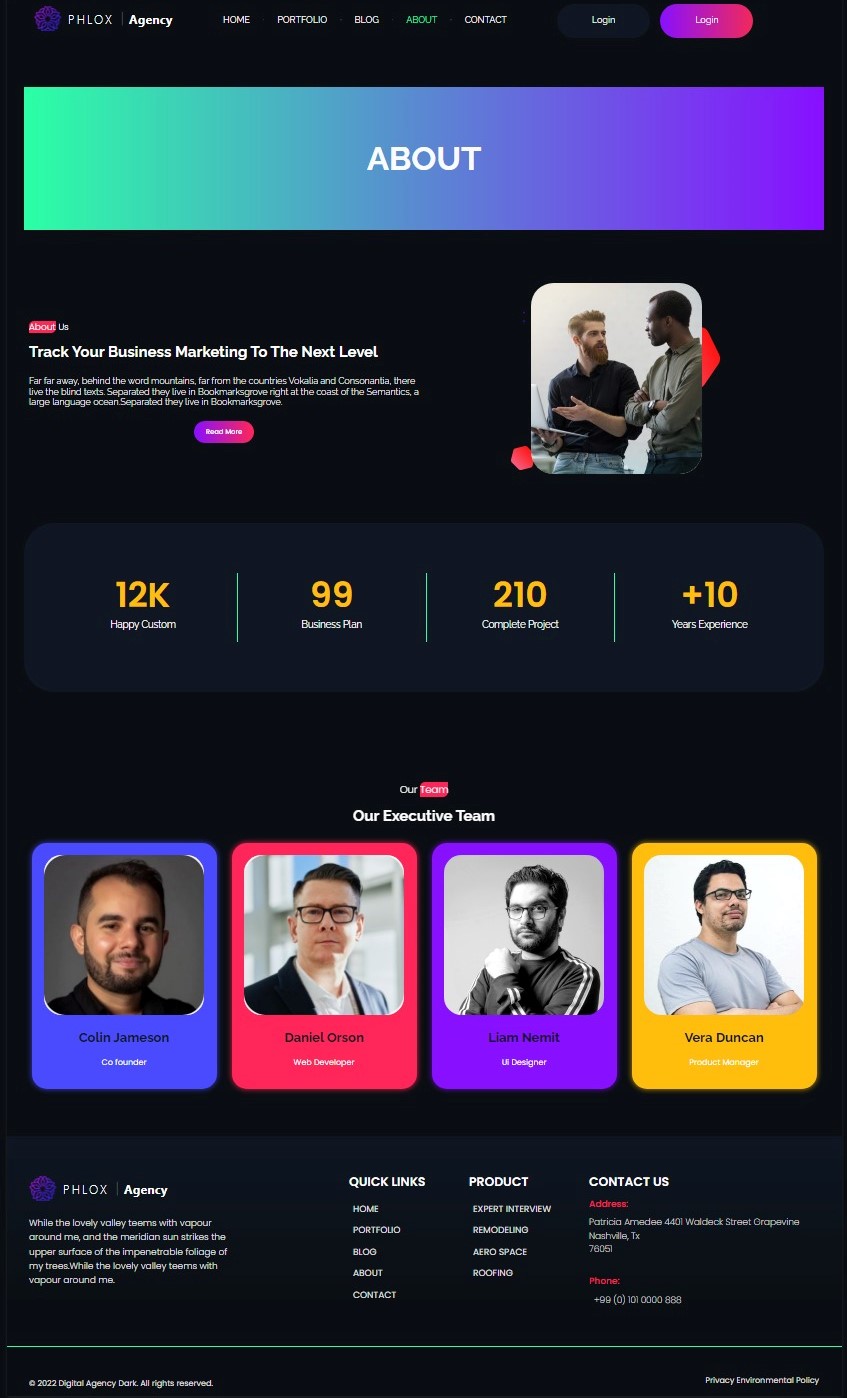 PHLOX Agency
HOME PORTFOLIO BLOG ABOUT CONTACT Login Login
ABOUT
About Us
Track Your Business Marketing To The Next Level
Far far away, behind the word mountains, far from the countries Vokalia and Consonantia, there
live the blind texts. Separated they live in Bookmarksgrove right at the coast of the Semantics, a
large language ocean.Separated they live in Bookmarksgrove.
Read More
12K 99 210 +10
Happy Custom Business Plan Complete Project Years Experience
Our Team
Our Executive Team
Colin Jameson Daniel Orson Liam Nemit Vera Duncan
Co founder Web Developer Ui Designer Product Manager
PHLOX Agency
While the lovely valley teems with vapour
around me, and the meridian sun strikes the
upper surface of the impenetrable foliage of
my trees.While the lovely valley teems with
vapour around me.
QUICK LINKS
HOME
PORTFOLIO
BLOG
ABOUT
CONTACT
PRODUCT
EXPERT INTERVIEW
REMODELING
AERO SPACE
ROOFING
CONTACT US
Address:
Patricia Amedee 4401 Waldeck Street Grapevine
Nashville, Tx
76051
Phone:
+99 (0) 101 0000 888
© 2022 Digital Agency Dark. All rights reserved.
Privacy Environmental Policy